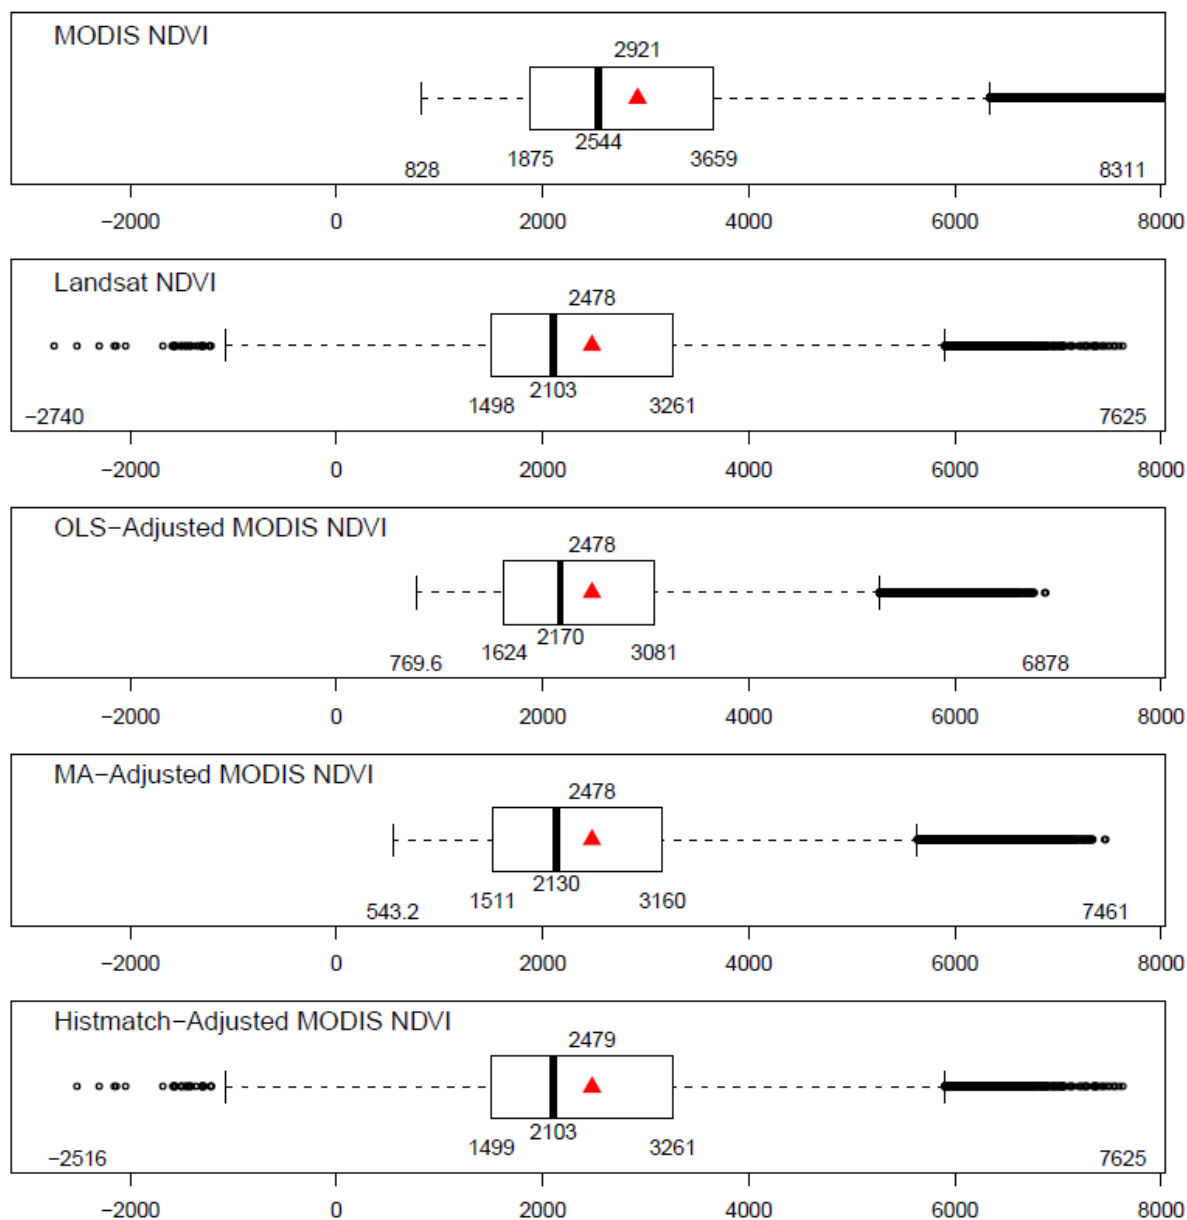 MODIS NDVI
2921
2544
1875 3659
828 8311
−2000 0 2000 4000 6000 8000
Landsat NDVI
2478
2103
1498 3261
−2740 7625
−2000 0 2000 4000 6000 8000
OLS−Adjusted MODIS NDVI
2478
2170
1624 3081
769.6 6878
−2000 0 2000 4000 6000 8000
MA−Adjusted MODIS NDVI
2478
2130
1511 3160
543.2 7461
−2000 0 2000 4000 6000 8000
Histmatch−Adjusted MODIS NDVI
2479
2103
1499 3261
−2516 7625
−2000 0 2000 4000 6000 8000